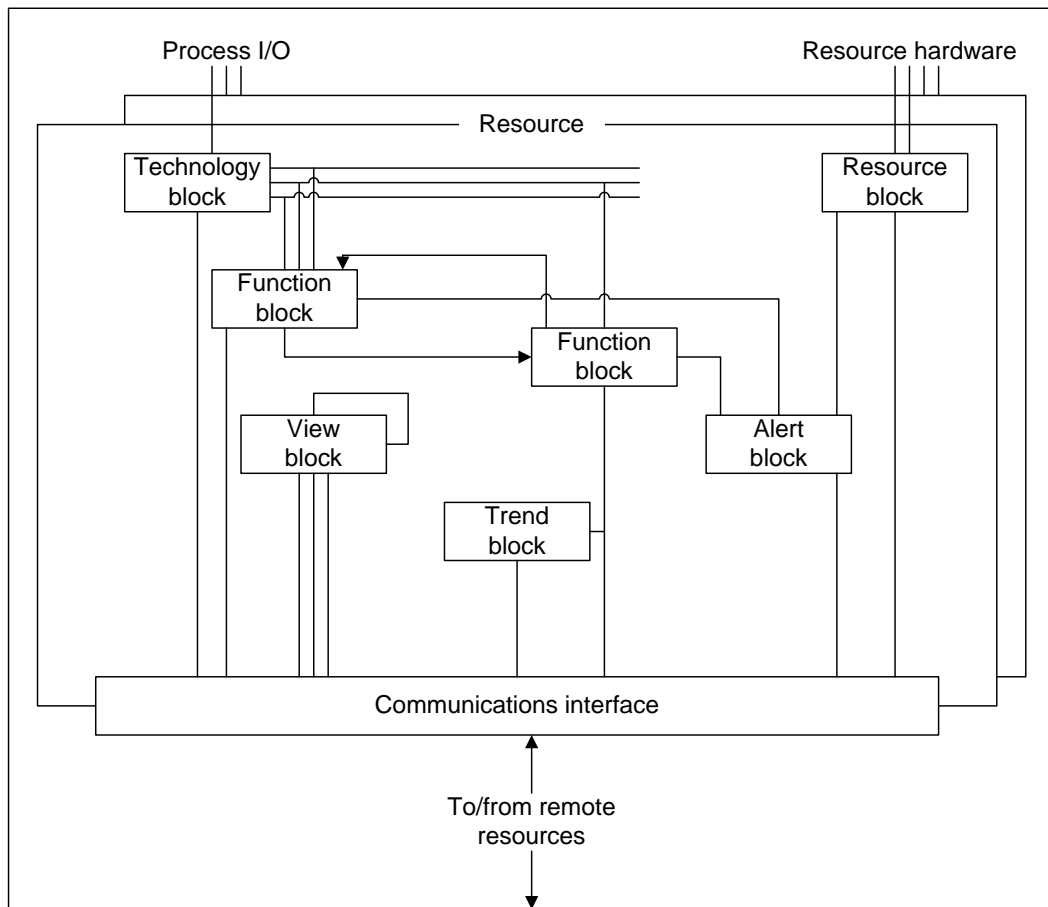 Process I/O
Resource hardware
Resource
Technology
block
Resource
block
Function
block
Function
block
View
block
Alert
block
Trend
block
Communications interface
To/from remote
resources